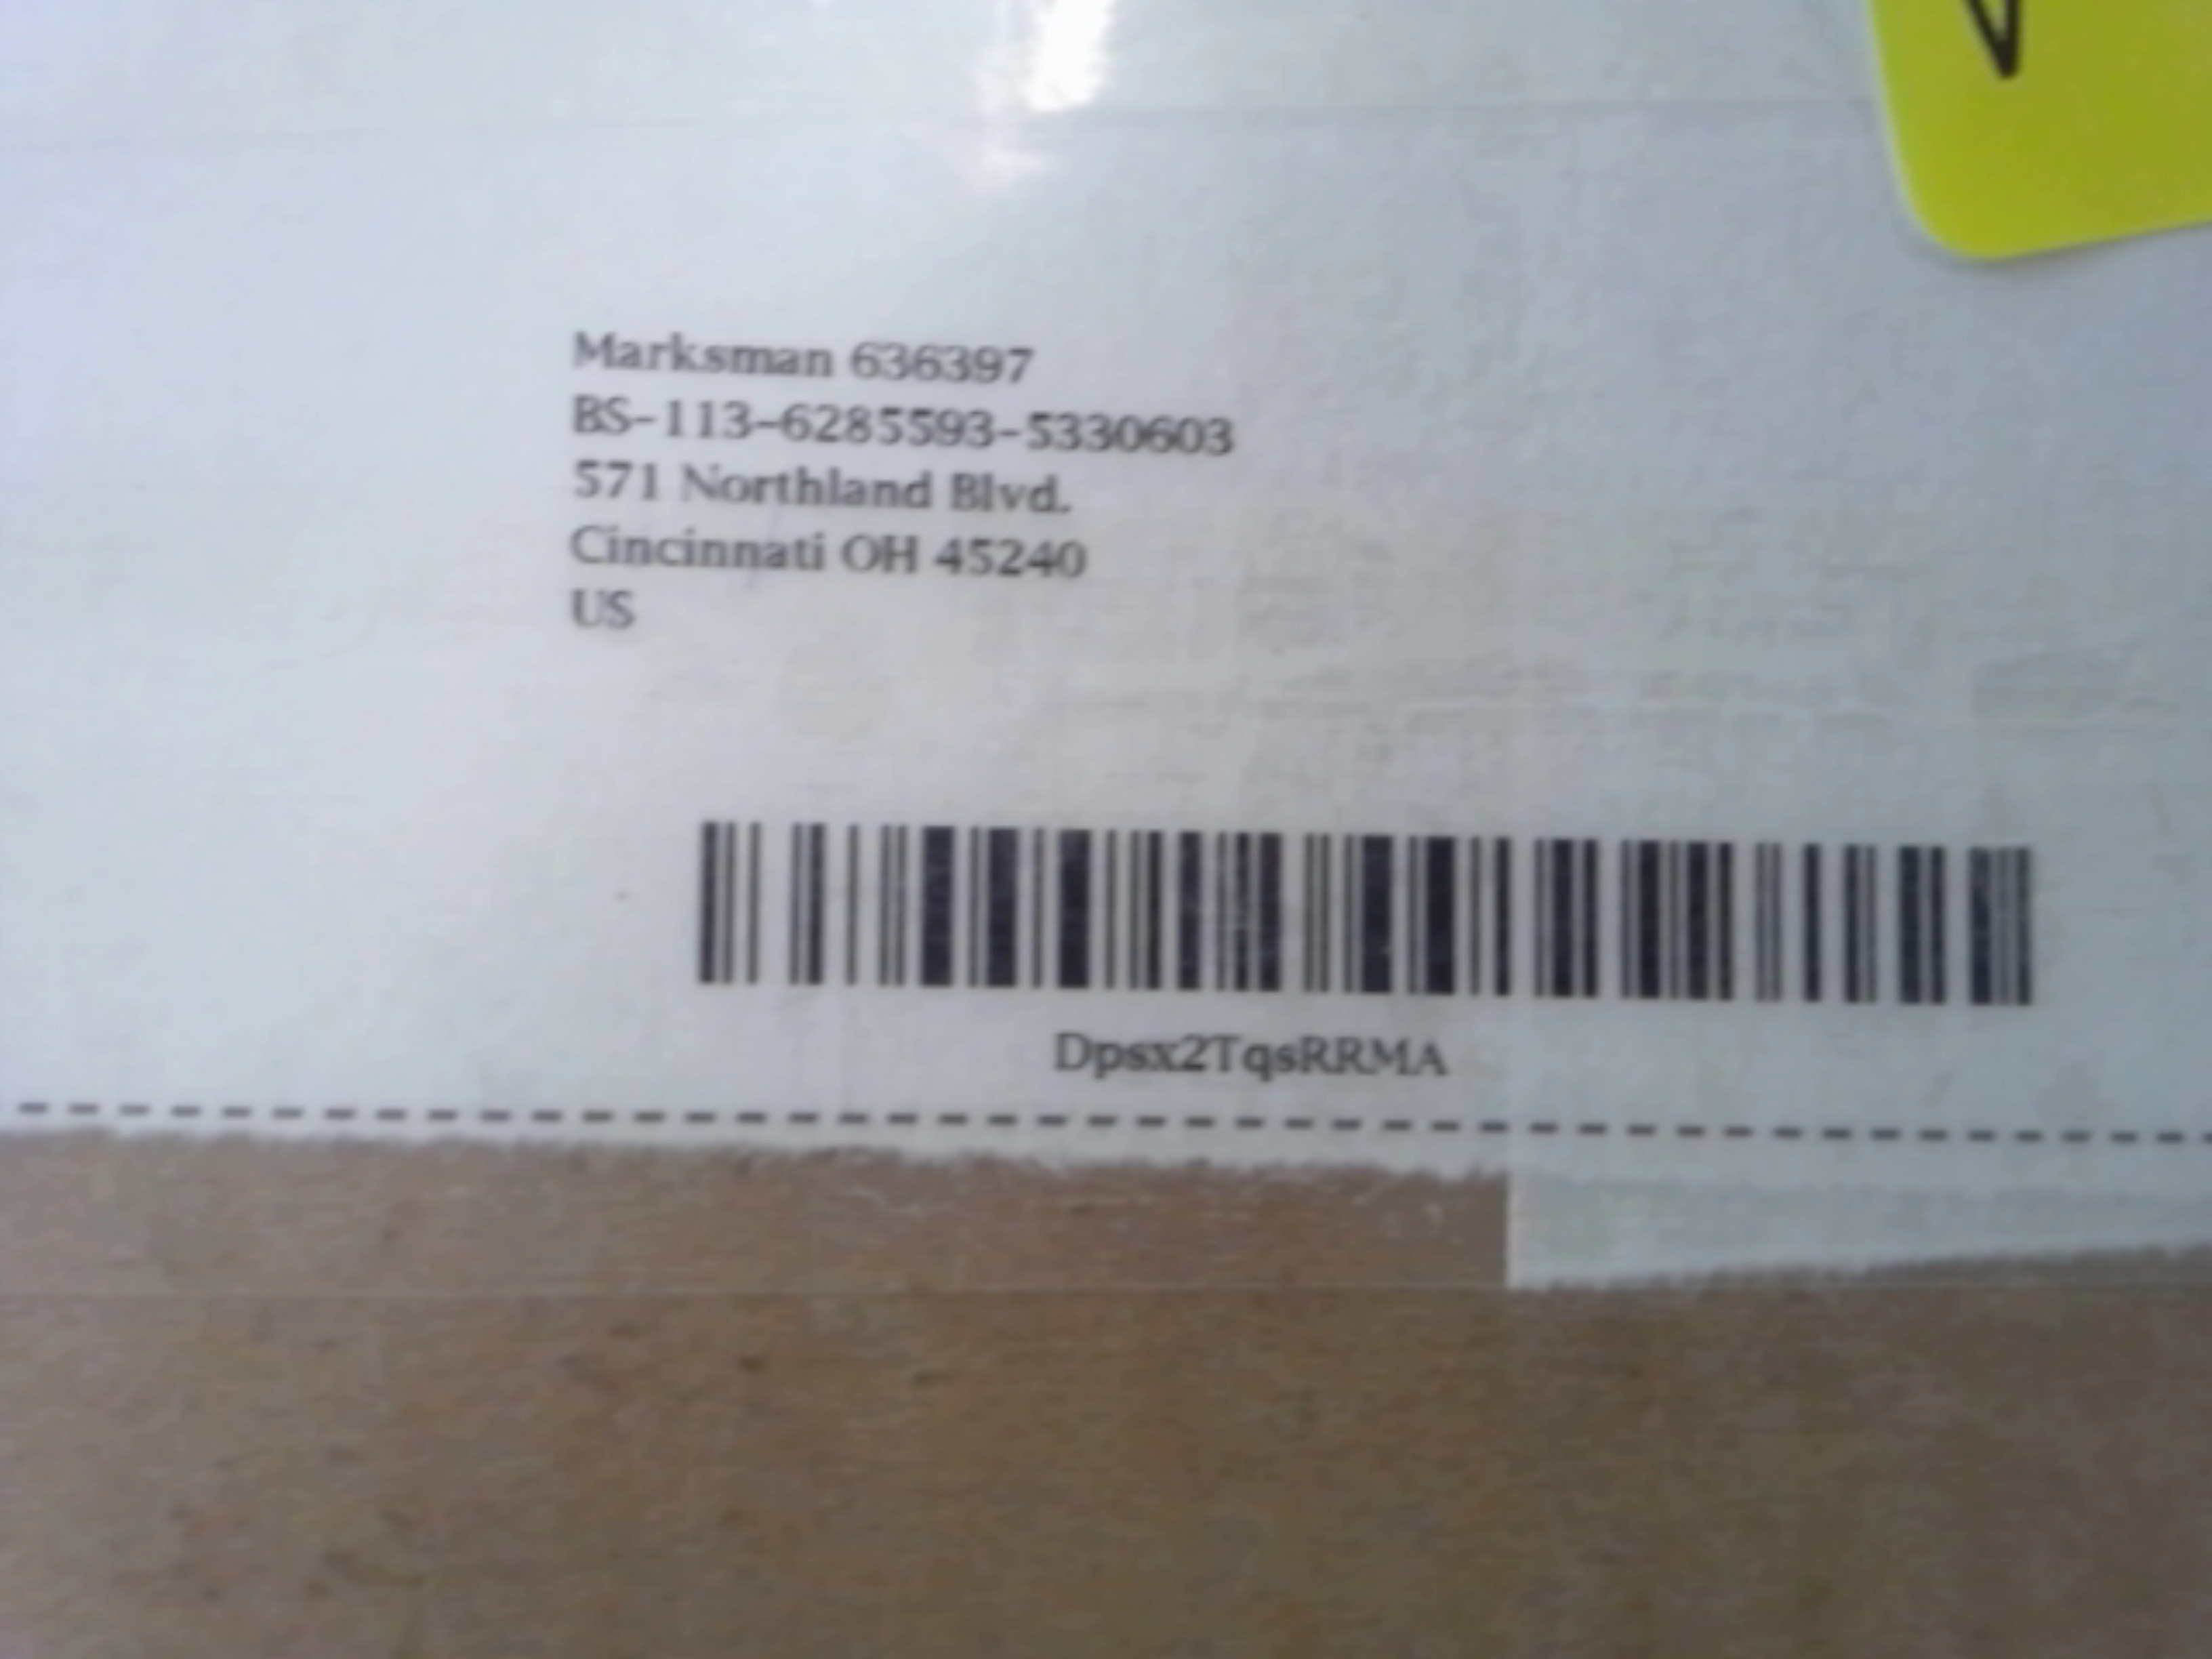 Marksman 636397
BS-113-6285593-5330603
571 Northland Blvd.
Cincinnati OH 45240
US
Dpsx2TqsRRMA